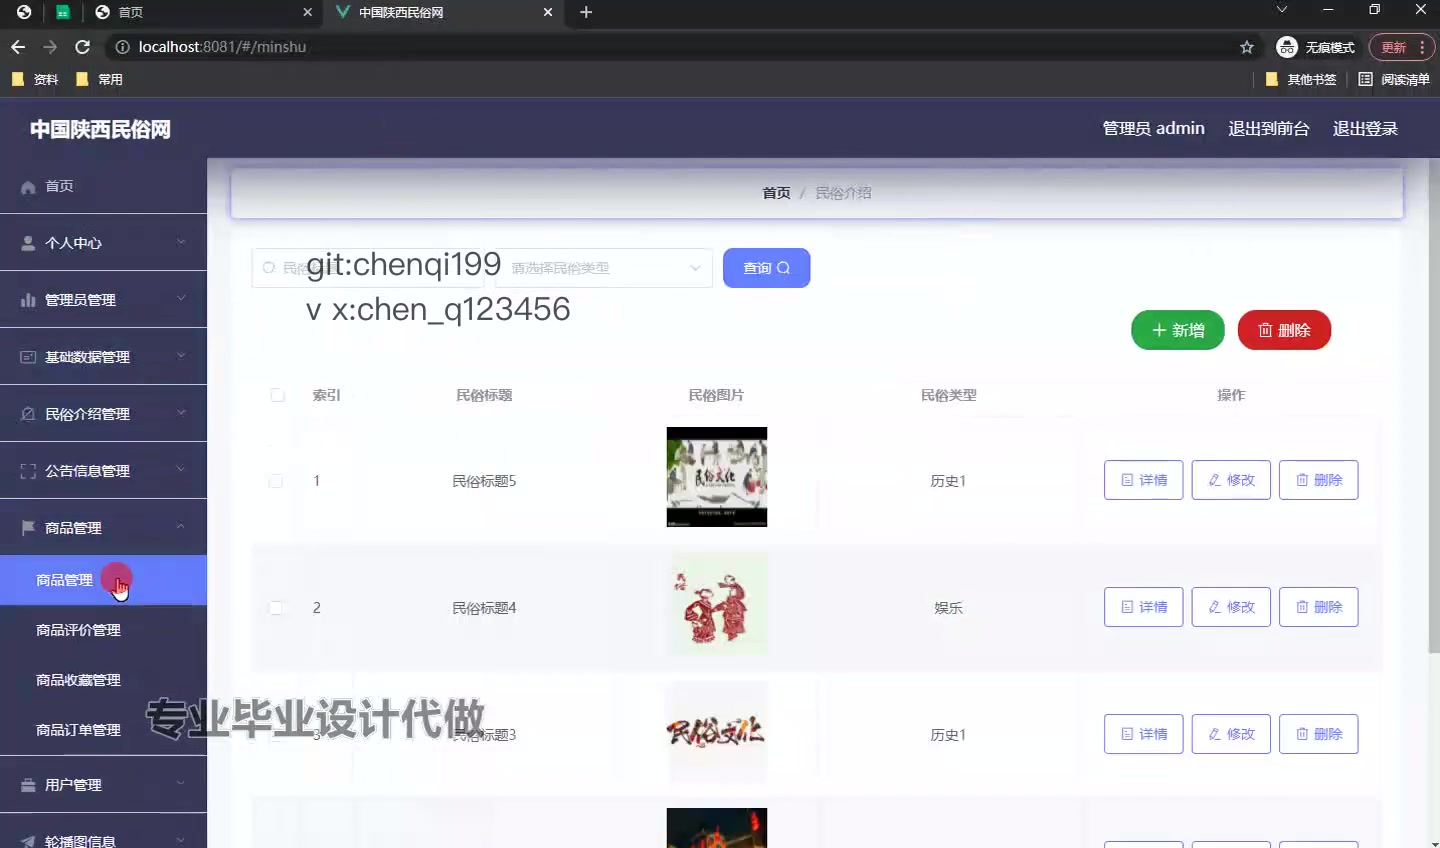 首页
中国陕西民俗网
localhost:8081/#/minshu
无痕模式
更新
资料
常用
其他书签
阅读清单
中国陕西民俗网
管理员 admin
退出到前台
退出登录
首页
个人中心
管理员管理
基础数据管理
民俗介绍管理
公告信息管理
商品管理
商品管理
商品评价管理
商品收藏管理
商品订单管理
用户管理
轮播图信息
首页 / 民俗介绍
民俗
请选择民俗类型
查询
git:chenqi199
v x:chen_q123456
新增
删除
索引 民俗标题 民俗图片 民俗类型 操作
1 民俗标题5 民俗文化 历史1 详情 修改 删除
2 民俗标题4 娱乐 详情 修改 删除
3 民俗标题3 民俗文化 历史1 详情 修改 删除
专业毕业设计代做